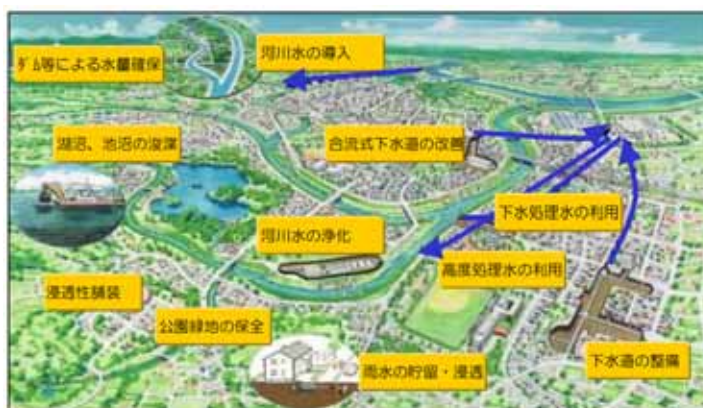 河川水の導入
ダム等による水量確保
湖沼、池沼の浚渫
合流式下水道の改善
下水処理水の利用
河川水の浄化
高度処理水の利用
浸透性舗装
公園緑地の保全
雨水の貯留・浸透
下水道の整備